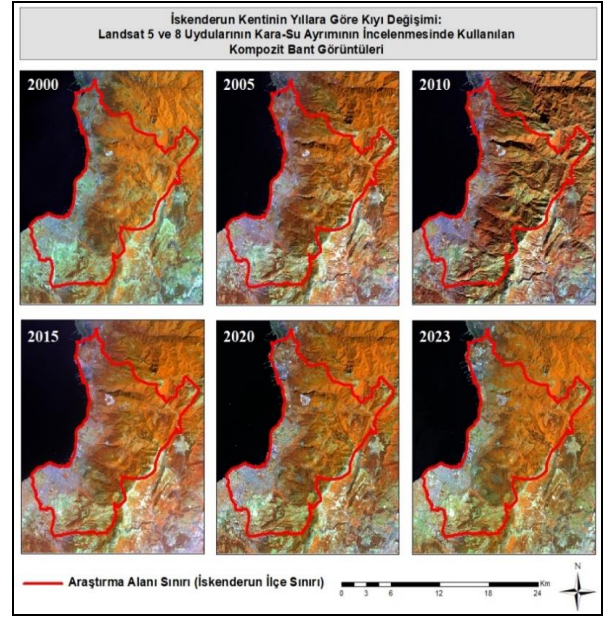 İskenderun Kentinin Yıllara Göre Kıyı Değişimi:
Landsat 5 ve 8 Uydularının Kara-Su Ayrımının İncelenmesinde Kullanılan
Kompozit Bant Görüntüleri
2000 2005 2010
2015 2020 2023
Araştırma Alanı Sınırı (İskenderun İlçe Sınırı)
Km
0 3 6 12 18 24
N